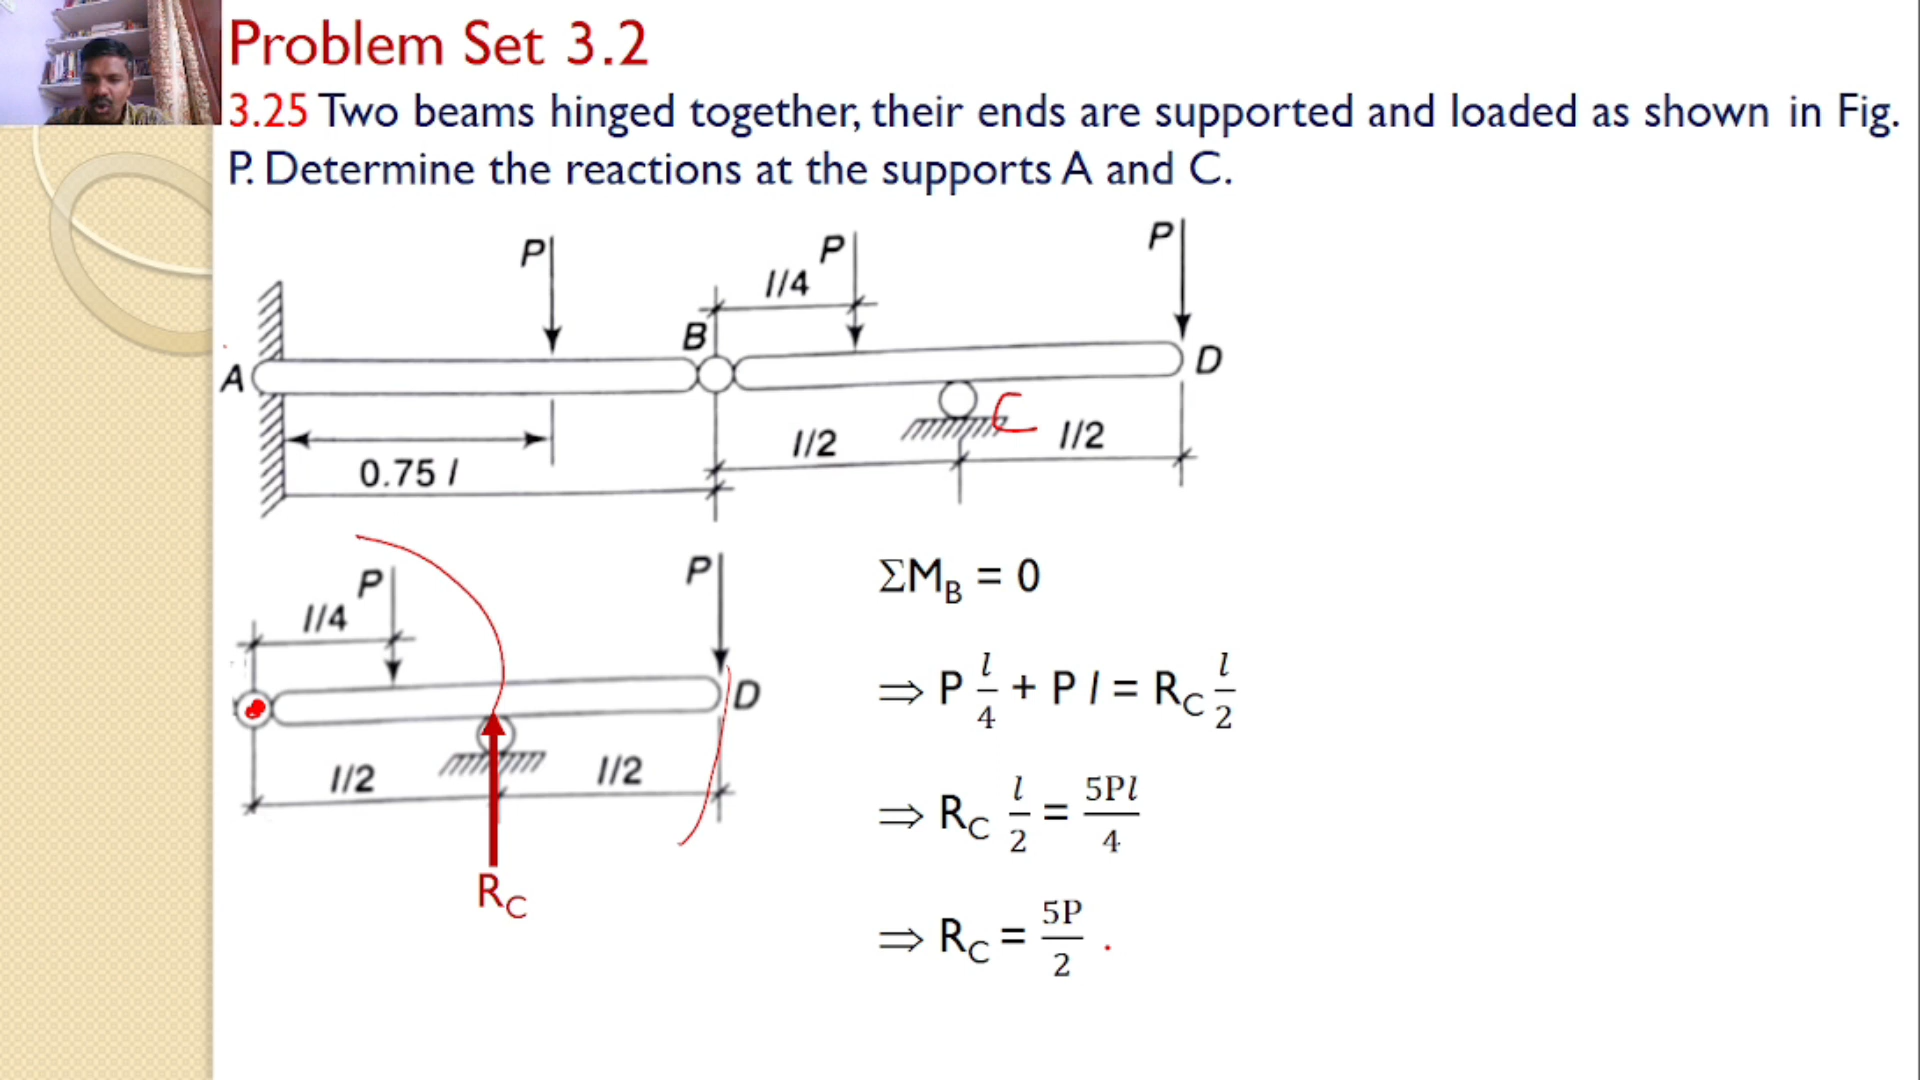 Problem Set 3.2
3.25 Two beams hinged together, their ends are supported and loaded as shown in Fig.
P. Determine the reactions at the supports A and C.
P
P
P
l/4
B
A
D
C
l/2
l/2
0.75 l
P
P
l/4
D
l/2
l/2
R_C
ΣM_B = 0
⇒ P l/4 + P l = R_C l/2
⇒ R_C l/2 = 5Pl/4
⇒ R_C = 5P/2